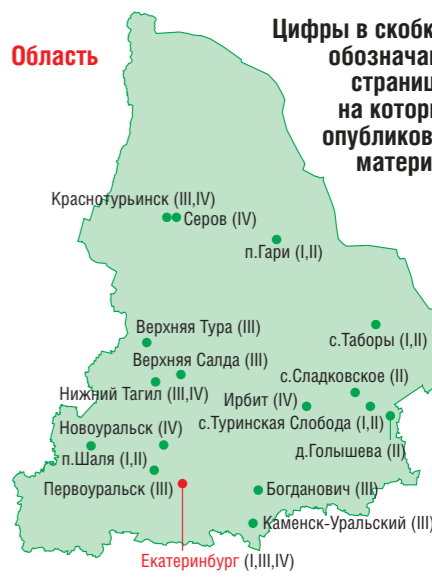 Область
Цифры в скобк
обозначаю
страниц
на котор
опубликов
матери
Краснотурьинск (III,IV)
Серов (IV)
п.Гари (I,II)
с.Таборы (I,II)
Верхняя Тура (III)
Верхняя Салда (III)
с.Сладковское (II)
Нижний Тагил (III,IV)
Ирбит (IV)
Новоуральск (IV)
с.Туринская Слобода (I,II)
п.Шаля (I,II)
д.Голышева (II)
Первоуральск (III)
Богданович (III)
Каменск-Уральский (III)
Екатеринбург (I,III,IV)